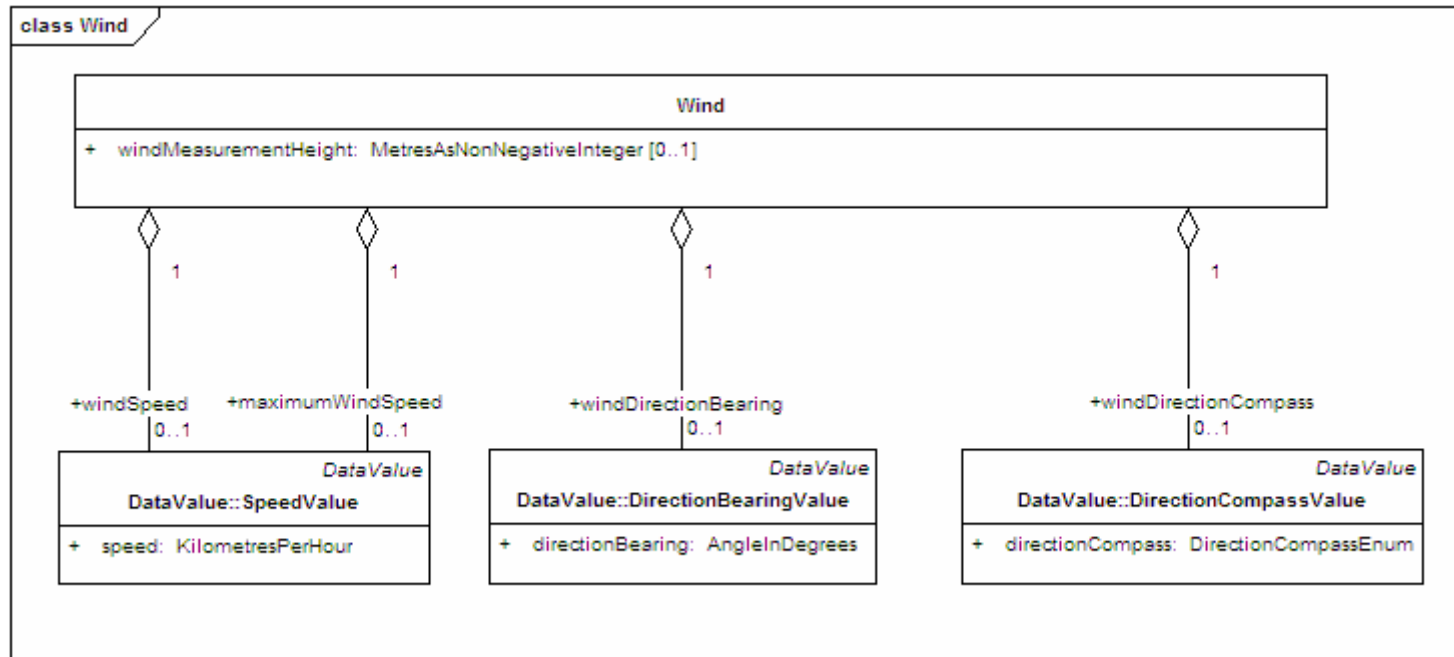 class Wind
Wind
+ windMeasurementHeight: MetresAsNonNegativeInteger [0..1]
1 1 1 1
+windSpeed +maximumWindSpeed +windDirectionBearing +windDirectionCompass
0..1 0..1 0..1 0..1
DataValue DataValue DataValue
DataValue::SpeedValue DataValue::DirectionBearingValue DataValue::DirectionCompassValue
+ speed: KilometresPerHour + directionBearing: AngleInDegrees + directionCompass: DirectionCompassEnum